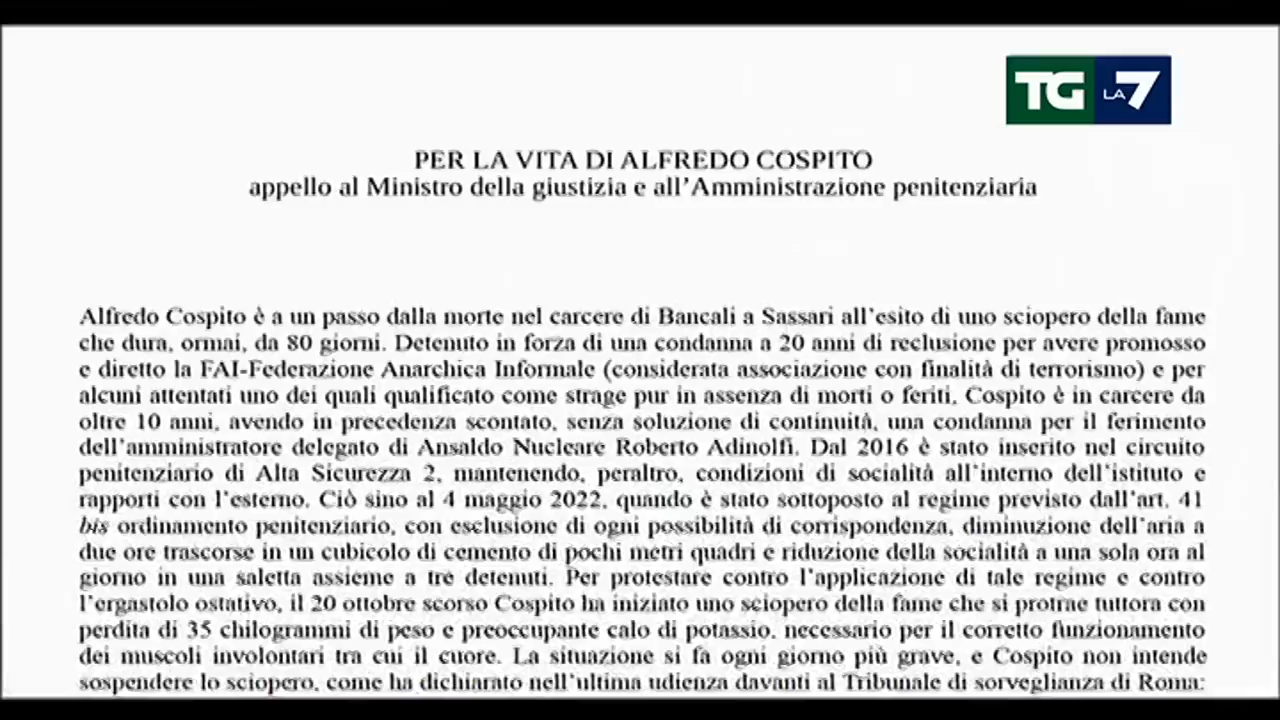 TG LA7
PER LA VITA DI ALFREDO COSPITO
appello al Ministro della giustizia e all'Amministrazione penitenziaria
Alfredo Cospito è a un passo dalla morte nel carcere di Bancali a Sassari all'esito di uno sciopero della fame
che dura, ormai, da 80 giorni. Detenuto in forza di una condanna a 20 anni di reclusione per avere promosso
e diretto la FAI-Federazione Anarchica Informale (considerata associazione con finalità di terrorismo) e per
alcuni attentati uno dei quali qualificato come strage pur in assenza di morti o feriti, Cospito è in carcere da
oltre 10 anni, avendo in precedenza scontato, senza soluzione di continuità, una condanna per il ferimento
dell'amministratore delegato di Ansaldo Nucleare Roberto Adinolfi. Dal 2016 è stato inserito nel circuito
penitenziario di Alta Sicurezza 2, mantenendo, peraltro, condizioni di socialità all'interno dell'istituto e
rapporti con l'esterno. Ciò sino al 4 maggio 2022, quando è stato sottoposto al regime previsto dall'art. 41
bis ordinamento penitenziario, con esclusione di ogni possibilità di corrispondenza, diminuzione dell'aria a
due ore trascorse in un cubicolo di cemento di pochi metri quadri e riduzione della socialità a una sola ora al
giorno in una saletta assieme a tre detenuti. Per protestare contro l'applicazione di tale regime e contro
l'ergastolo ostativo, il 20 ottobre scorso Cospito ha iniziato uno sciopero della fame che si protrae tuttora con
perdita di 35 chilogrammi di peso e preoccupante calo di potassio, necessario per il corretto funzionamento
dei muscoli involontari tra cui il cuore. La situazione si fa ogni giorno più grave, e Cospito non intende
sospendere lo sciopero, come ha dichiarato nell'ultima udienza davanti al Tribunale di sorveglianza di Roma: